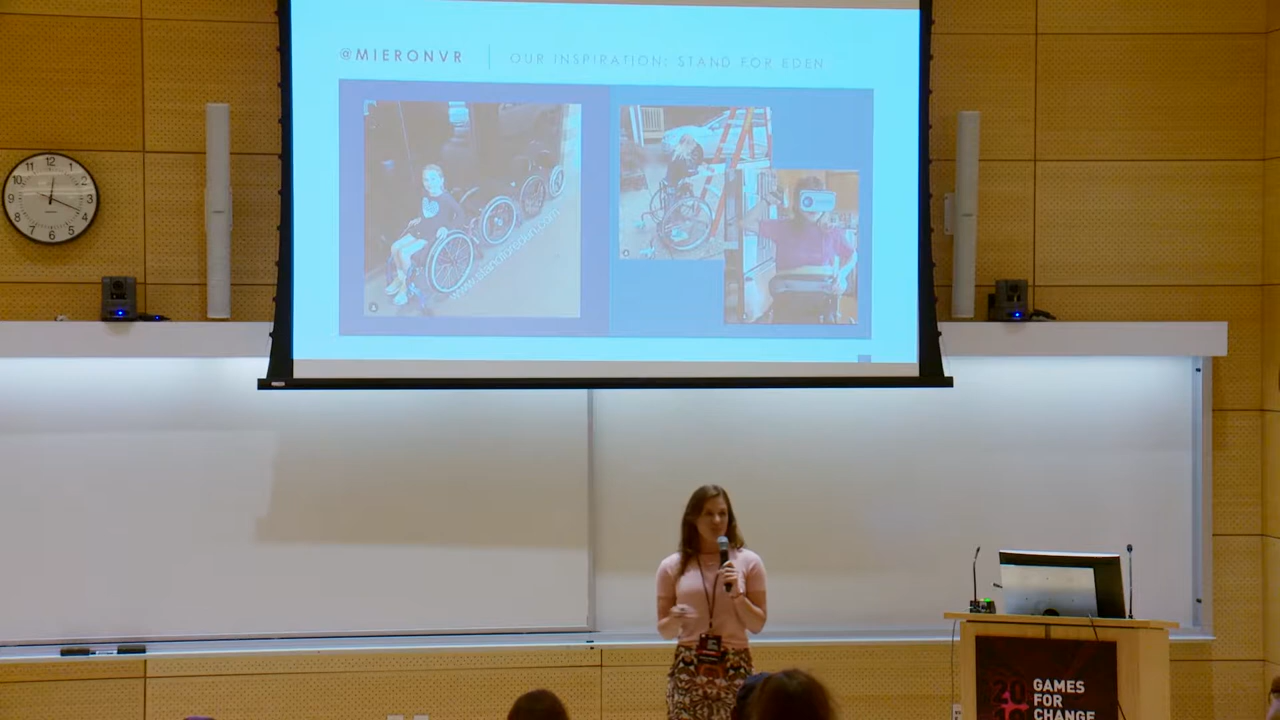 @MIERONVR
OUR INSPIRATION: STAND FOR EDEN
GAMES
FOR
CHANGE